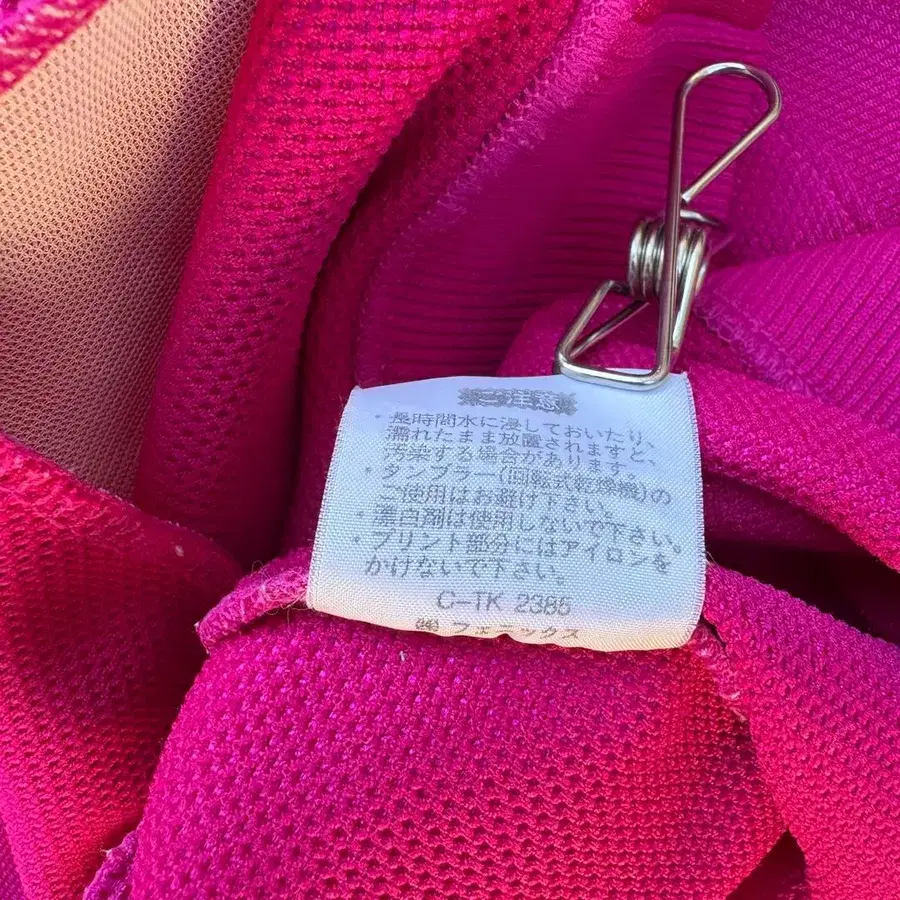 ご注意
・長時間水に浸しておいたり、
濡れたまま放置されますと、
汚染する場合があります。
・タンブラー(回転式乾燥機)の
ご使用はお避け下さい。
・漂白剤は使用しないで下さい。
・プリント部分にはアイロンを
かけないで下さい。
C-TK 2385
㈱ フェニックス